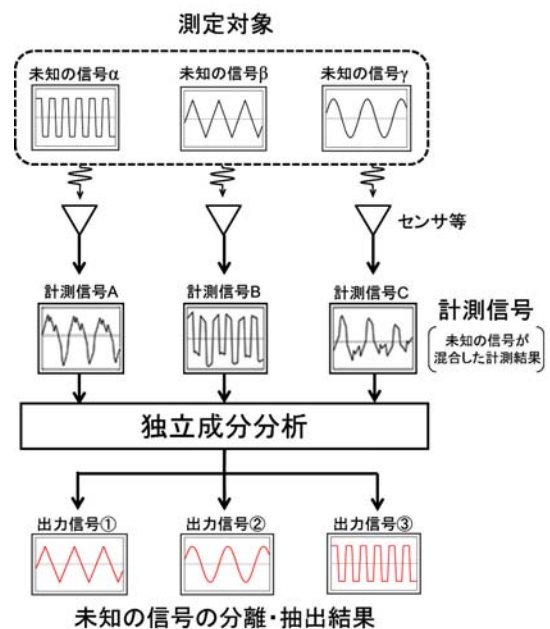 測定対象
未知の信号α
未知の信号β
未知の信号γ
センサ等
計測信号A
計測信号B
計測信号C
計測信号
未知の信号が
混合した計測結果
独立成分分析
出力信号①
出力信号②
出力信号③
未知の信号の分離・抽出結果